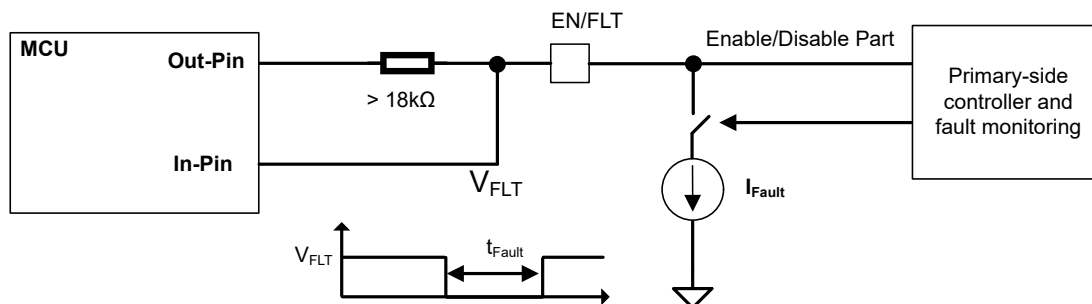 MCU
Out-Pin
> 18kΩ
In-Pin
EN/FLT
Enable/Disable Part
Primary-side
controller and
fault monitoring
VFLT
IFault
VFLT
tFault